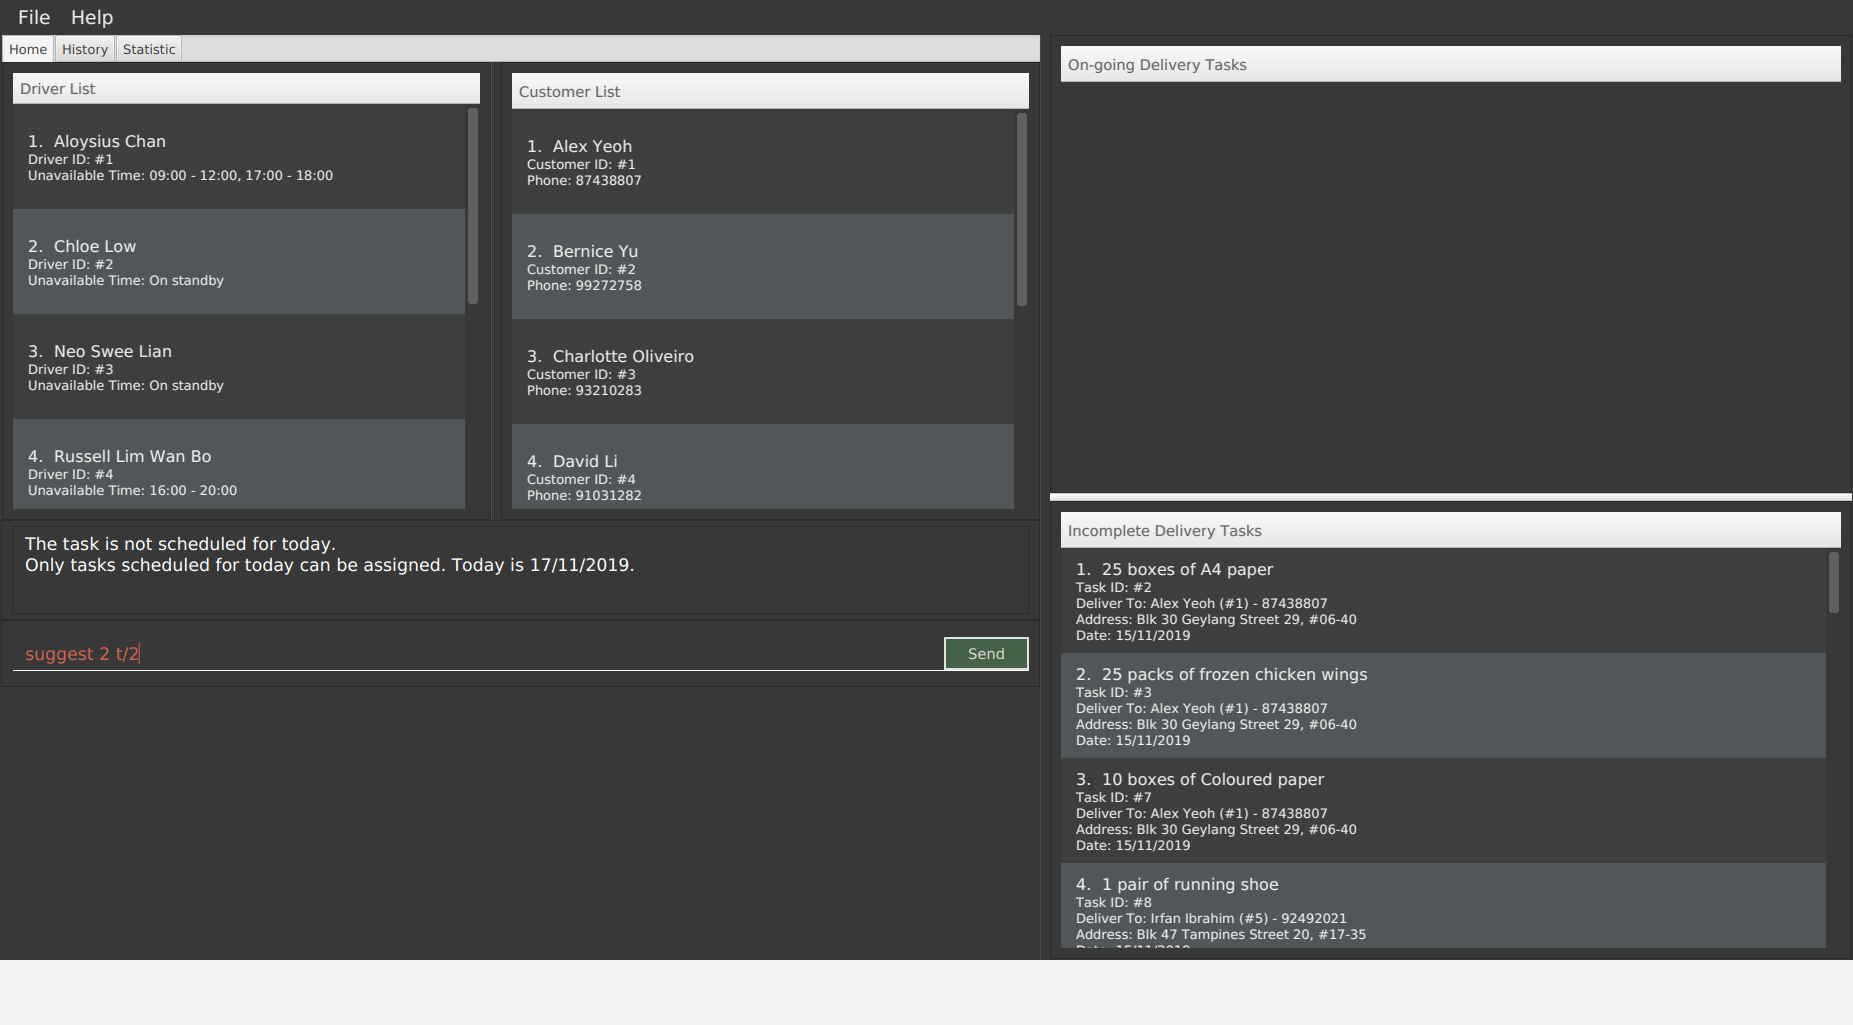 File Help
Home History Statistic
Driver List
1. Aloysius Chan
Driver ID: #1
Unavailable Time: 09:00 - 12:00, 17:00 - 18:00
2. Chloe Low
Driver ID: #2
Unavailable Time: On standby
3. Neo Swee Lian
Driver ID: #3
Unavailable Time: On standby
4. Russell Lim Wan Bo
Driver ID: #4
Unavailable Time: 16:00 - 20:00
Customer List
1. Alex Yeoh
Customer ID: #1
Phone: 87438807
2. Bernice Yu
Customer ID: #2
Phone: 99272758
3. Charlotte Oliveiro
Customer ID: #3
Phone: 93210283
4. David Li
Customer ID: #4
Phone: 91031282
The task is not scheduled for today.
Only tasks scheduled for today can be assigned. Today is 17/11/2019.
suggest 2 t/2
Send
On-going Delivery Tasks
Incomplete Delivery Tasks
1. 25 boxes of A4 paper
Task ID: #2
Deliver To: Alex Yeoh (#1) - 87438807
Address: Blk 30 Geylang Street 29, #06-40
Date: 15/11/2019
2. 25 packs of frozen chicken wings
Task ID: #3
Deliver To: Alex Yeoh (#1) - 87438807
Address: Blk 30 Geylang Street 29, #06-40
Date: 15/11/2019
3. 10 boxes of Coloured paper
Task ID: #7
Deliver To: Alex Yeoh (#1) - 87438807
Address: Blk 30 Geylang Street 29, #06-40
Date: 15/11/2019
4. 1 pair of running shoe
Task ID: #8
Deliver To: Irfan Ibrahim (#5) - 92492021
Address: Blk 47 Tampines Street 20, #17-35